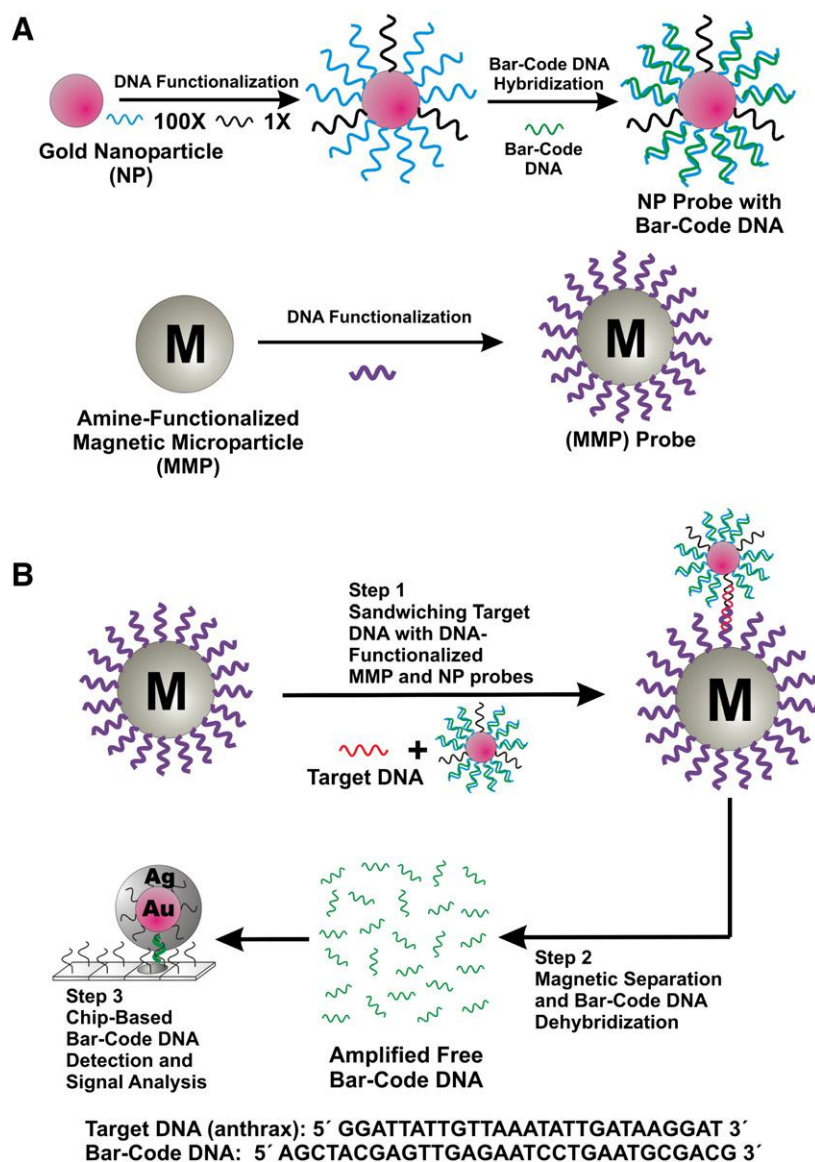 A
DNA Functionalization
100X 1X
Gold Nanoparticle
(NP)
Bar-Code DNA
Hybridization
Bar-Code
DNA
NP Probe with
Bar-Code DNA
M
Amine-Functionalized
Magnetic Microparticle
(MMP)
DNA Functionalization
M
(MMP) Probe
B
M
Step 1
Sandwiching Target
DNA with DNA-
Functionalized
MMP and NP probes
+
Target DNA
M
Step 2
Magnetic Separation
and Bar-Code DNA
Dehybridization
Amplified Free
Bar-Code DNA
Ag
Au
Step 3
Chip-Based
Bar-Code DNA
Detection and
Signal Analysis
Target DNA (anthrax): 5´ GGATTATTGTTAAATATTGATAAGGAT 3´
Bar-Code DNA: 5´ AGCTACGAGTTGAGAATCCTGAATGCGACG 3´